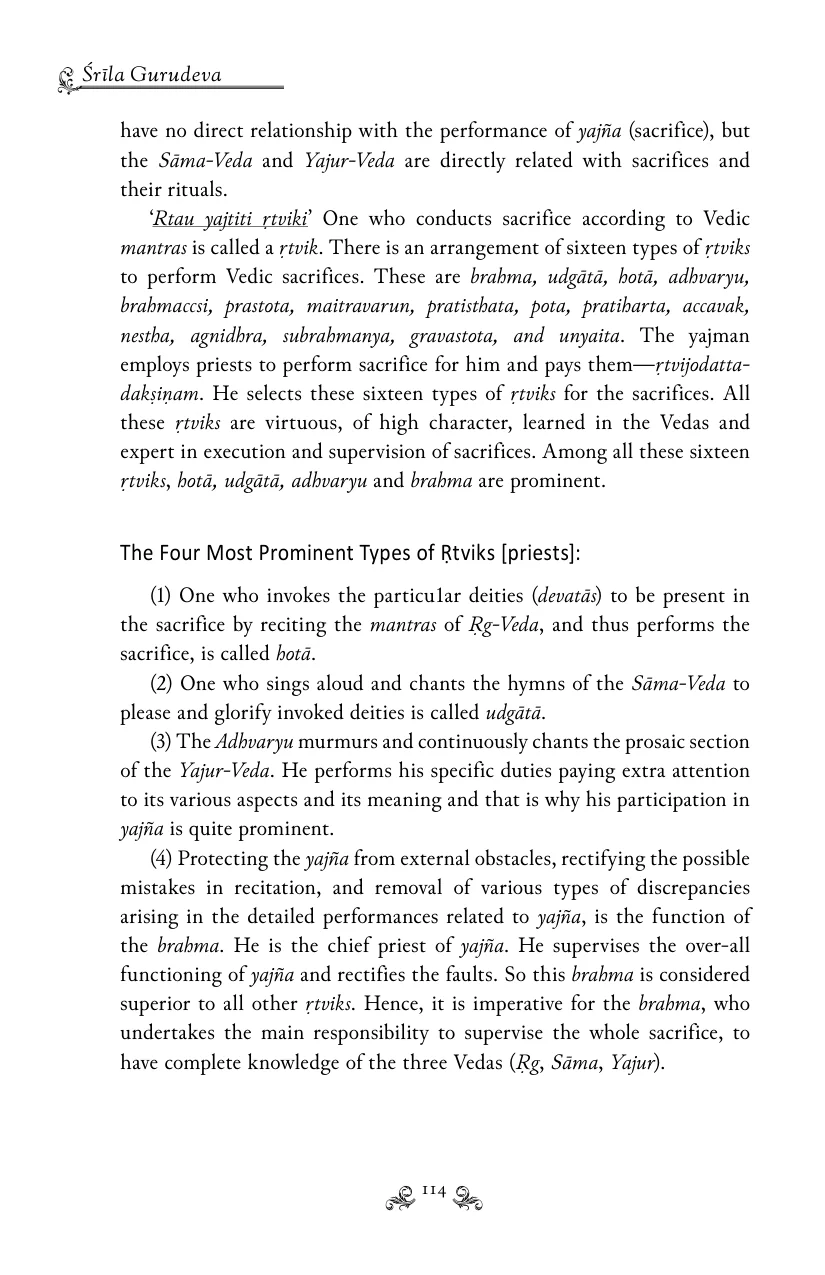 Śrīla Gurudeva
have no direct relationship with the performance of yajña (sacrifice), but
the Sāma-Veda and Yajur-Veda are directly related with sacrifices and
their rituals.
‘Rtau yajtiti ṛtviki’ One who conducts sacrifice according to Vedic
mantras is called a ṛtvik. There is an arrangement of sixteen types of ṛtviks
to perform Vedic sacrifices. These are brahma, udgātā, hotā, adhvaryu,
brahmaccsi, prastota, maitravarun, pratisthata, pota, pratiharta, accavak,
nestha, agnidhra, subrahmanya, gravastota, and unyaita. The yajman
employs priests to perform sacrifice for him and pays them—ṛtvijodatta-
dakṣiṇam. He selects these sixteen types of ṛtviks for the sacrifices. All
these ṛtviks are virtuous, of high character, learned in the Vedas and
expert in execution and supervision of sacrifices. Among all these sixteen
ṛtviks, hotā, udgātā, adhvaryu and brahma are prominent.
The Four Most Prominent Types of Ṛtviks [priests]:
(1) One who invokes the particu1ar deities (devatās) to be present in
the sacrifice by reciting the mantras of Ṛg-Veda, and thus performs the
sacrifice, is called hotā.
(2) One who sings aloud and chants the hymns of the Sāma-Veda to
please and glorify invoked deities is called udgātā.
(3) The Adhvaryu murmurs and continuously chants the prosaic section
of the Yajur-Veda. He performs his specific duties paying extra attention
to its various aspects and its meaning and that is why his participation in
yajña is quite prominent.
(4) Protecting the yajña from external obstacles, rectifying the possible
mistakes in recitation, and removal of various types of discrepancies
arising in the detailed performances related to yajña, is the function of
the brahma. He is the chief priest of yajña. He supervises the over-all
functioning of yajña and rectifies the faults. So this brahma is considered
superior to all other ṛtviks. Hence, it is imperative for the brahma, who
undertakes the main responsibility to supervise the whole sacrifice, to
have complete knowledge of the three Vedas (Ṛg, Sāma, Yajur).
114